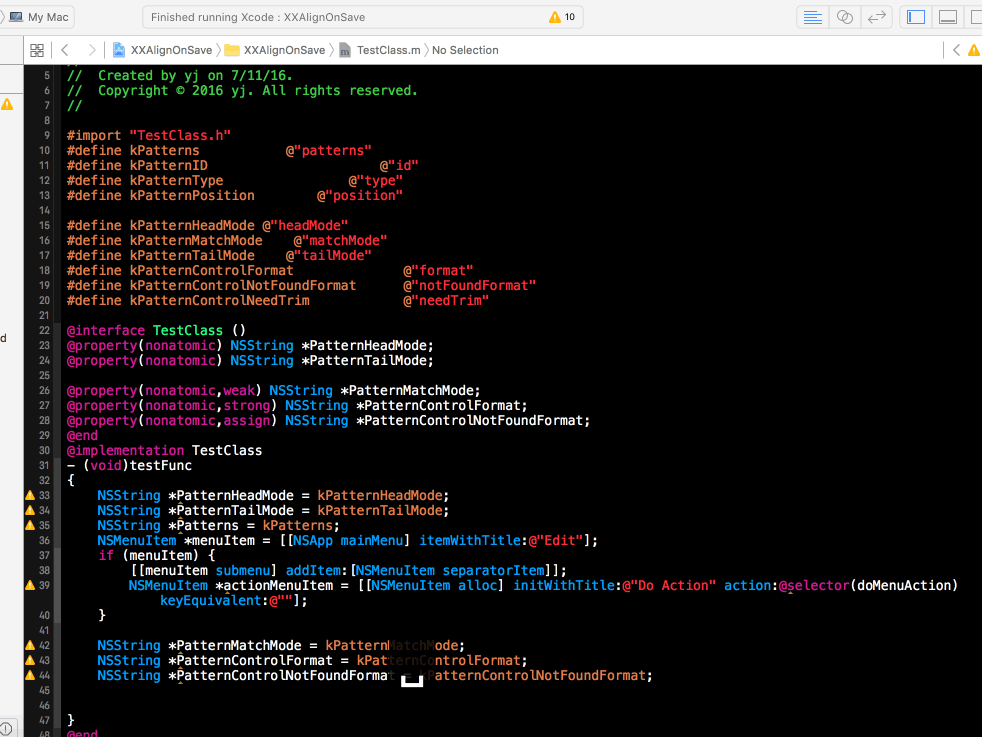 My Mac
Finished running Xcode : XXAlignOnSave
10
XXAlignOnSave
XXAlignOnSave
TestClass.m
No Selection
5 // Created by yj on 7/11/16.
6 // Copyright © 2016 yj. All rights reserved.
7 //
8
9 #import "TestClass.h"
10 #define kPatterns @"patterns"
11 #define kPatternID @"id"
12 #define kPatternType @"type"
13 #define kPatternPosition @"position"
14
15 #define kPatternHeadMode @"headMode"
16 #define kPatternMatchMode @"matchMode"
17 #define kPatternTailMode @"tailMode"
18 #define kPatternControlFormat @"format"
19 #define kPatternControlNotFoundFormat @"notFoundFormat"
20 #define kPatternControlNeedTrim @"needTrim"
21
22 @interface TestClass ()
23 @property(nonatomic) NSString *PatternHeadMode;
d
24 @property(nonatomic) NSString *PatternTailMode;
25
26 @property(nonatomic,weak) NSString *PatternMatchMode;
27 @property(nonatomic,strong) NSString *PatternControlFormat;
28 @property(nonatomic,assign) NSString *PatternControlNotFoundFormat;
29 @end
30 @implementation TestClass
31 - (void)testFunc
32 {
33 NSString *PatternHeadMode = kPatternHeadMode;
34 NSString *PatternTailMode = kPatternTailMode;
35 NSString *Patterns = kPatterns;
36 NSMenuItem *menuItem = [[NSApp mainMenu] itemWithTitle:@"Edit"];
37 if (menuItem) {
38 [[menuItem submenu] addItem:[NSMenuItem separatorItem]];
39 NSMenuItem *actionMenuItem = [[NSMenuItem alloc] initWithTitle:@"Do Action" action:@selector(doMenuAction)
keyEquivalent:@""];
40 }
41
42 NSString *PatternMatchMode = kPatternMatchMode;
43 NSString *PatternControlFormat = kPatternControlFormat;
44 NSString *PatternControlNotFoundFormat = kPatternControlNotFoundFormat;
45
46
47 }
48 @end